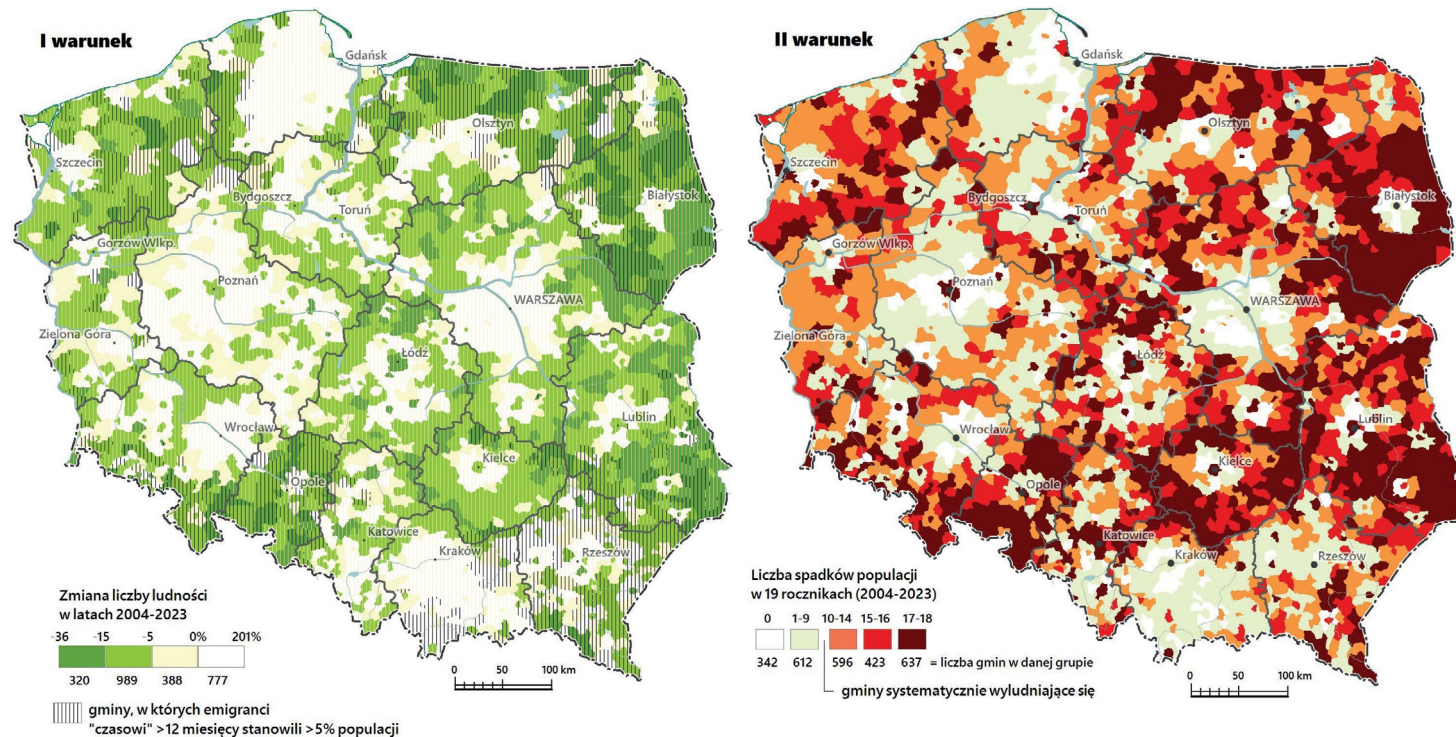 I warunek
Gdańsk
Olsztyn
Szczecin
Białystok
Bydgoszcz
Toruń
Gorzów Wlkp.
Poznań
WARSZAWA
Zielona Góra
Łódź
Wrocław
Lublin
Kielce
Opole
Katowice
Kraków
Rzeszów
Zmiana liczby ludności
w latach 2004-2023
-36 -15 -5 0% 201%
320 989 388 777
gminy, w których emigranci
"czasowi" >12 miesięcy stanowili >5% populacji
0 50 100 km
II warunek
Gdańsk
Olsztyn
Szczecin
Białystok
Bydgoszcz
Toruń
Gorzów Wlkp.
Poznań
WARSZAWA
Zielona Góra
Łódź
Wrocław
Lublin
Kielce
Opole
Katowice
Kraków
Rzeszów
Liczba spadków populacji
w 19 rocznikach (2004-2023)
0 1-9 10-14 15-16 17-18
342 612 596 423 637 = liczba gmin w danej grupie
gminy systematycznie wyludniające się
0 50 100 km